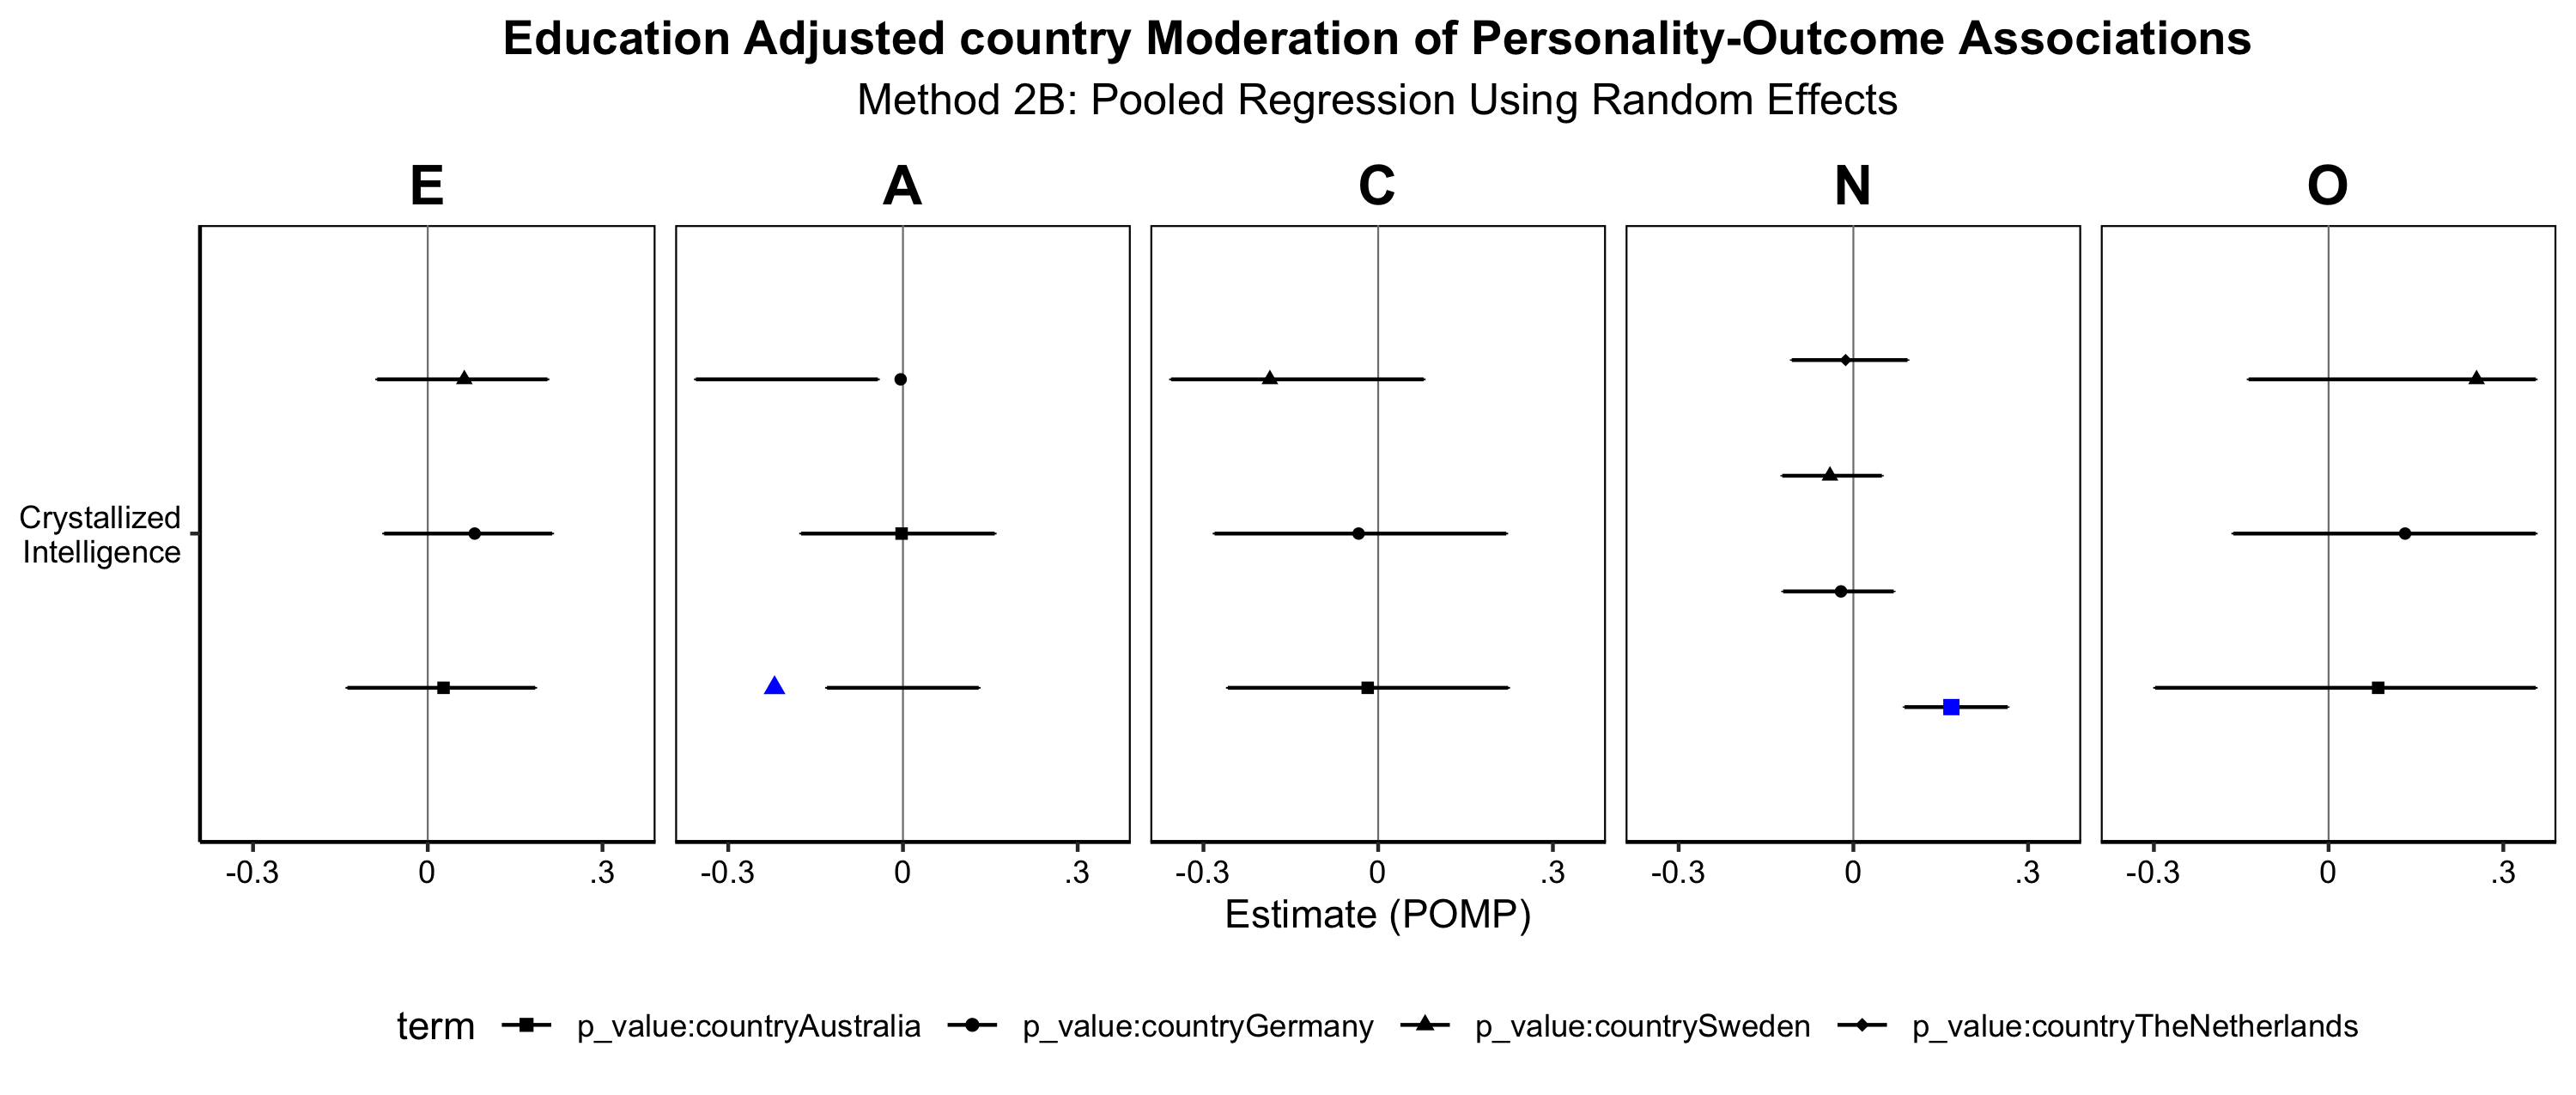 Education Adjusted country Moderation of Personality-Outcome Associations
Method 2B: Pooled Regression Using Random Effects
E A C N O
Crystallized
Intelligence
-0.3 0 .3 -0.3 0 .3 -0.3 0 .3 -0.3 0 .3 -0.3 0 .3
Estimate (POMP)
term p_value:countryAustralia p_value:countryGermany p_value:countrySweden p_value:countryTheNetherlands